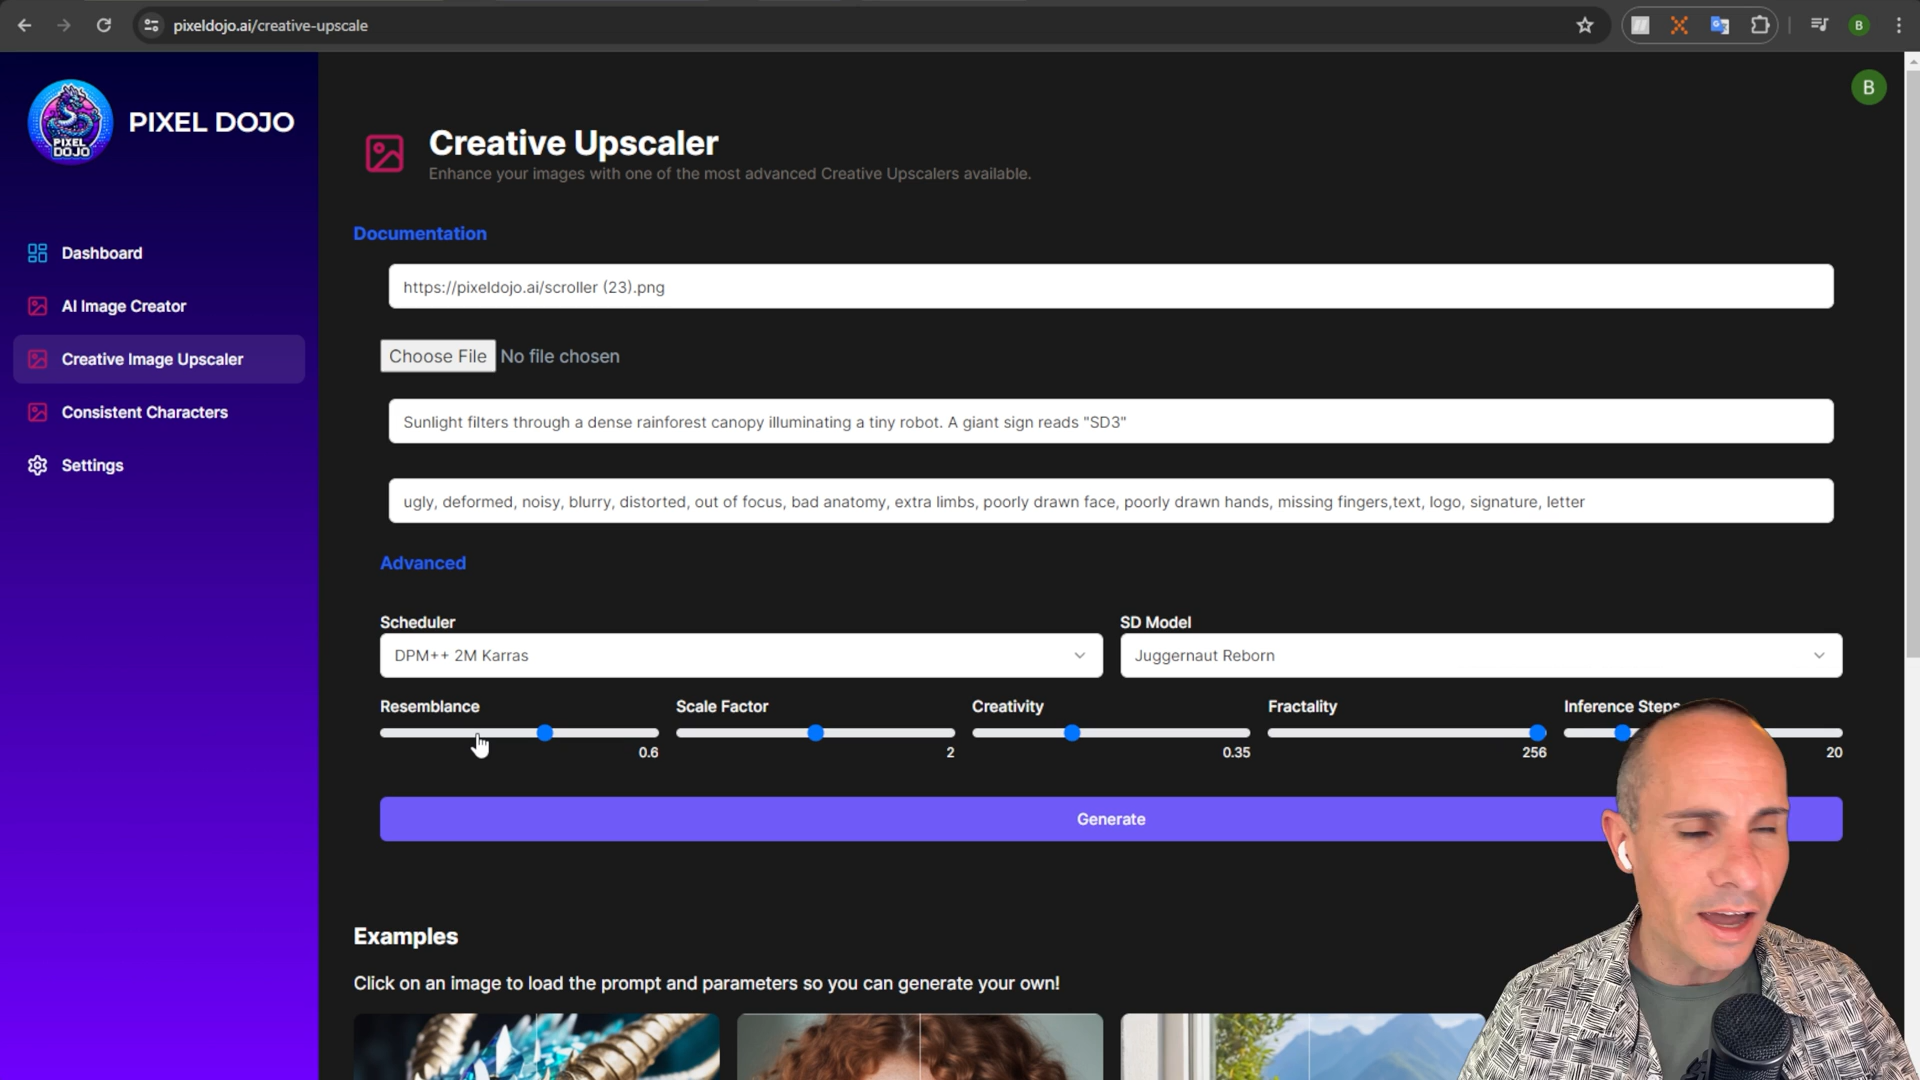 pixeldojo.ai/creative-upscale
B
B
PIXEL DOJO
PIXEL
DOJO
Creative Upscaler
Enhance your images with one of the most advanced Creative Upscalers available.
Dashboard
AI Image Creator
Creative Image Upscaler
Consistent Characters
Settings
Documentation
https://pixeldojo.ai/scroller (23).png
Choose File No file chosen
Sunlight filters through a dense rainforest canopy illuminating a tiny robot. A giant sign reads "SD3"
ugly, deformed, noisy, blurry, distorted, out of focus, bad anatomy, extra limbs, poorly drawn face, poorly drawn hands, missing fingers,text, logo, signature, letter
Advanced
Scheduler
DPM++ 2M Karras
SD Model
Juggernaut Reborn
Resemblance
0.6
Scale Factor
2
Creativity
0.35
Fractality
256
Inference Steps
20
Generate
Examples
Click on an image to load the prompt and parameters so you can generate your own!